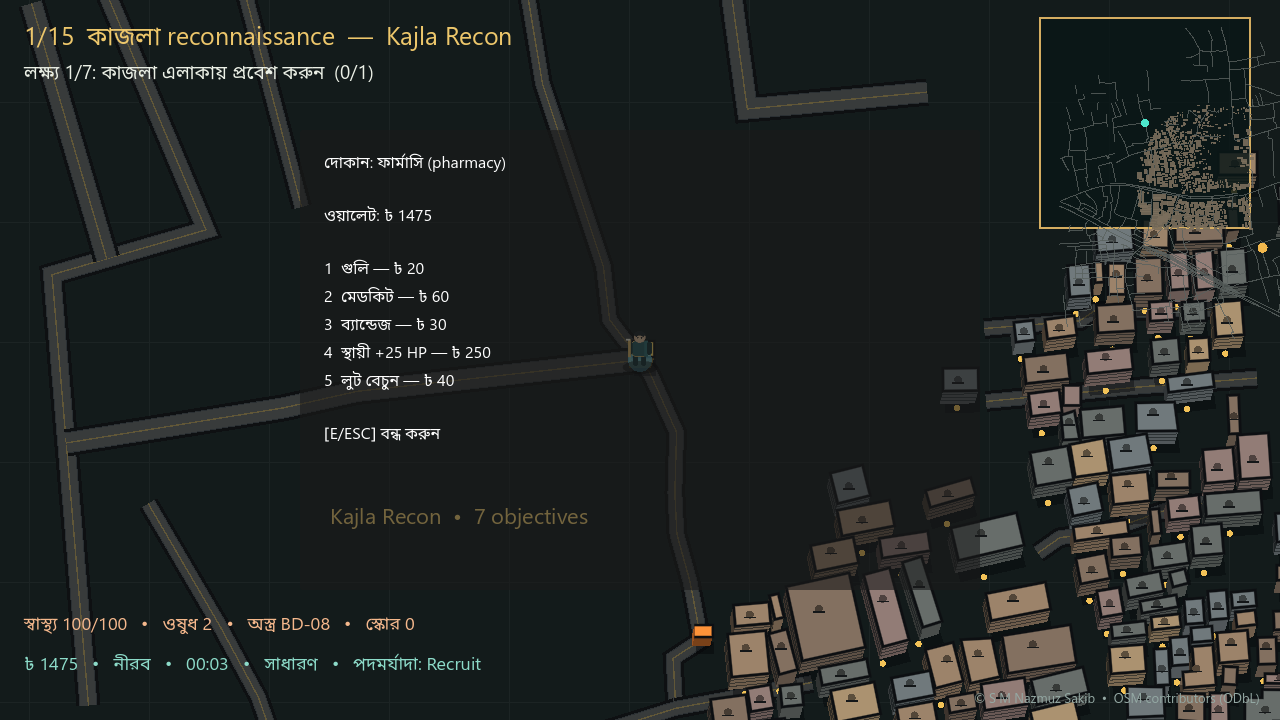 1/15 কাজলা reconnaissance — Kajla Recon
লক্ষ্য 1/7: কাজলা এলাকায় প্রবেশ করুন (0/1)
দোকান: ফার্মাসি (pharmacy)
ওয়ালেট: ৳ 1475
1 গুলি — ৳ 20
2 মেডকিট — ৳ 60
3 ব্যান্ডেজ — ৳ 30
4 স্থায়ী +25 HP — ৳ 250
5 লুট বেচুন — ৳ 40
[E/ESC] বন্ধ করুন
Kajla Recon • 7 objectives
স্বাস্থ্য 100/100 • ওষুধ 2 • অস্ত্র BD-08 • স্কোর 0
৳ 1475 • নীরব • 00:03 • সাধারণ • পদমর্যাদা: Recruit
© S M Nazmuz Sakib • OSM contributors (ODbL)